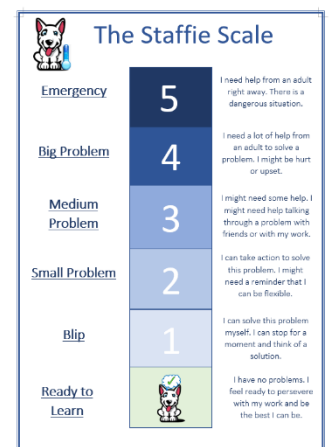 The Staffie Scale
Emergency
5
I need help from an adult
right away. There is a
dangerous situation.
Big Problem
4
I need a lot of help from
an adult to solve a
problem. I might be hurt
or upset.
Medium
Problem
3
I might need some help. I
might need help talking
through a problem with
friends or with my work.
Small Problem
2
I can take action to solve
this problem. I might
need a reminder that I
can be flexible.
Blip
1
I can solve this problem
myself. I can stop for a
moment and think of a
solution.
Ready to
Learn
I have no problems. I
feel ready to persevere
with my work and be
the best I can be.